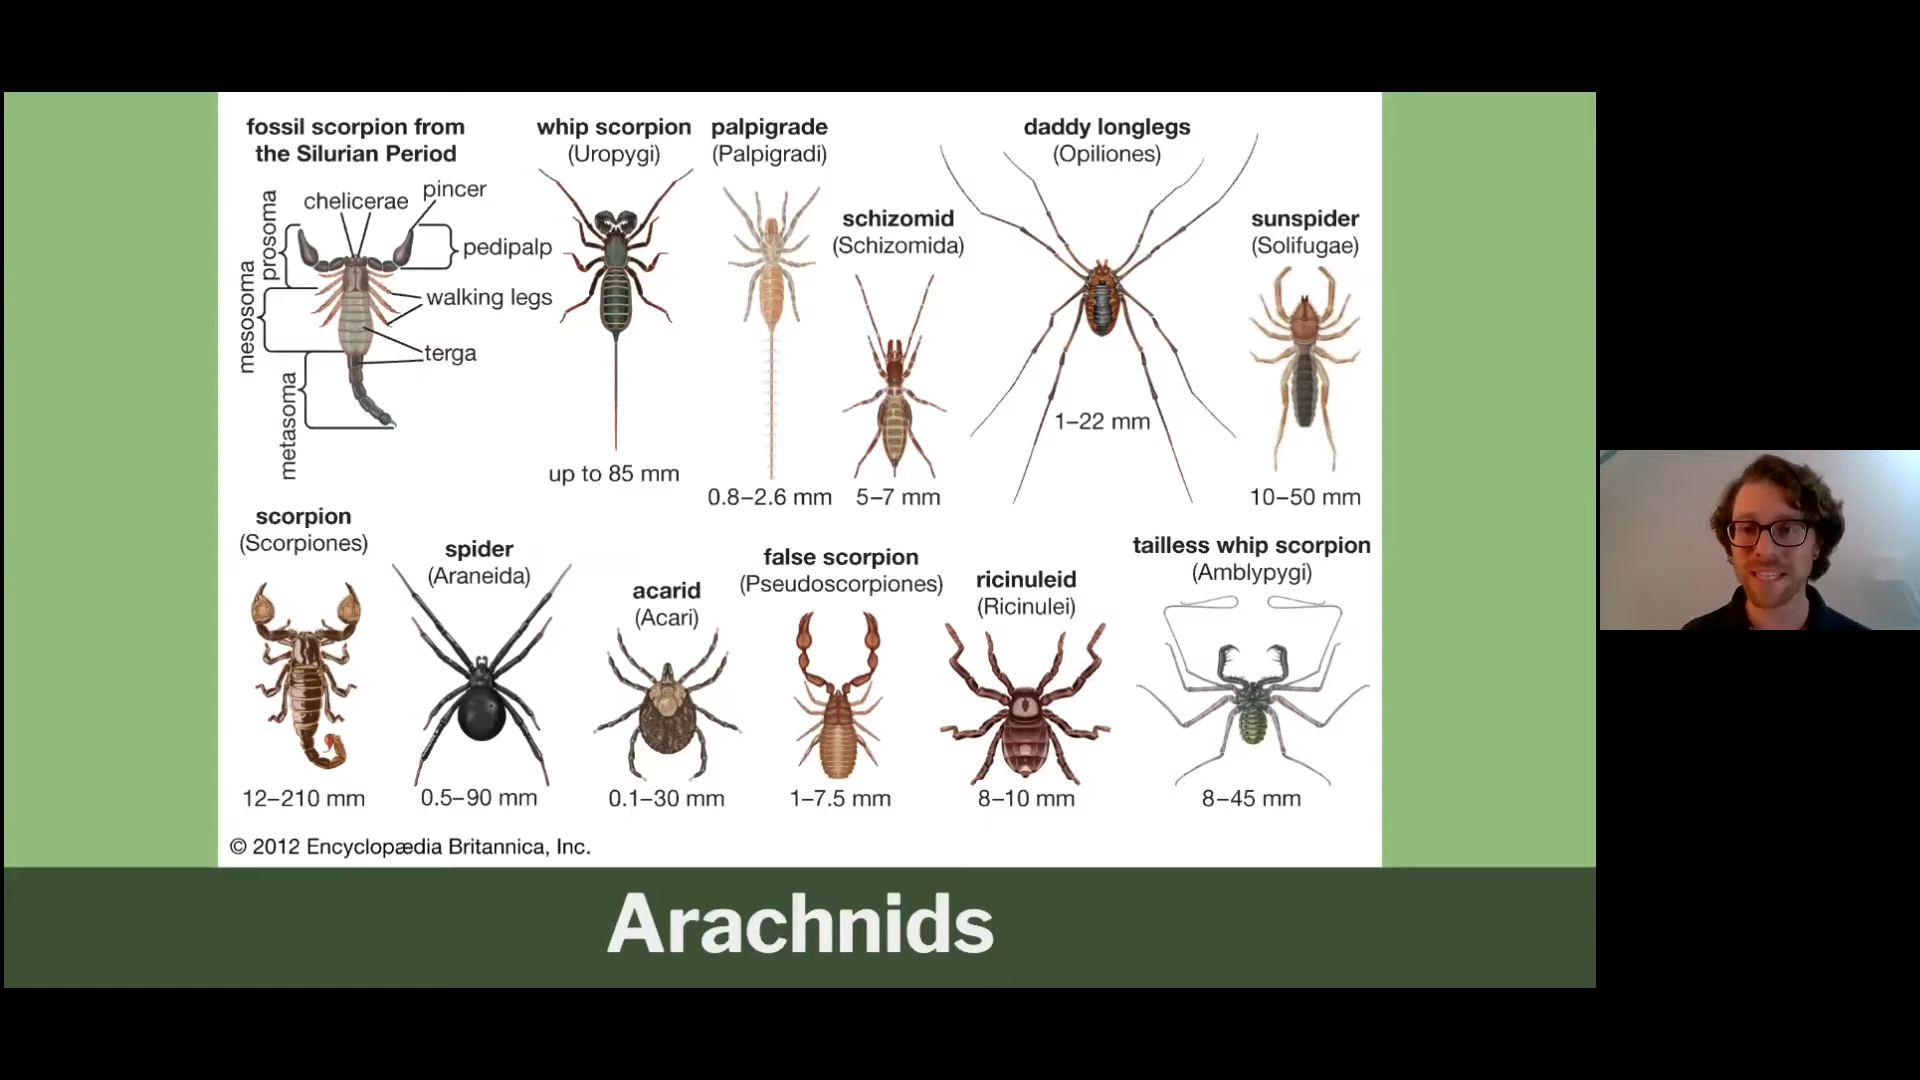 fossil scorpion from
the Silurian Period
chelicerae
pincer
prosoma
pedipalp
mesosoma
walking legs
terga
metasoma
whip scorpion
(Uropygi)
up to 85 mm
palpigrade
(Palpigradi)
0.8–2.6 mm
schizomid
(Schizomida)
5–7 mm
daddy longlegs
(Opiliones)
1–22 mm
sunspider
(Solifugae)
10–50 mm
scorpion
(Scorpiones)
12–210 mm
spider
(Araneida)
0.5–90 mm
acarid
(Acari)
0.1–30 mm
false scorpion
(Pseudoscorpiones)
1–7.5 mm
ricinuleid
(Ricinulei)
8–10 mm
tailless whip scorpion
(Amblypygi)
8–45 mm
© 2012 Encyclopædia Britannica, Inc.
Arachnids